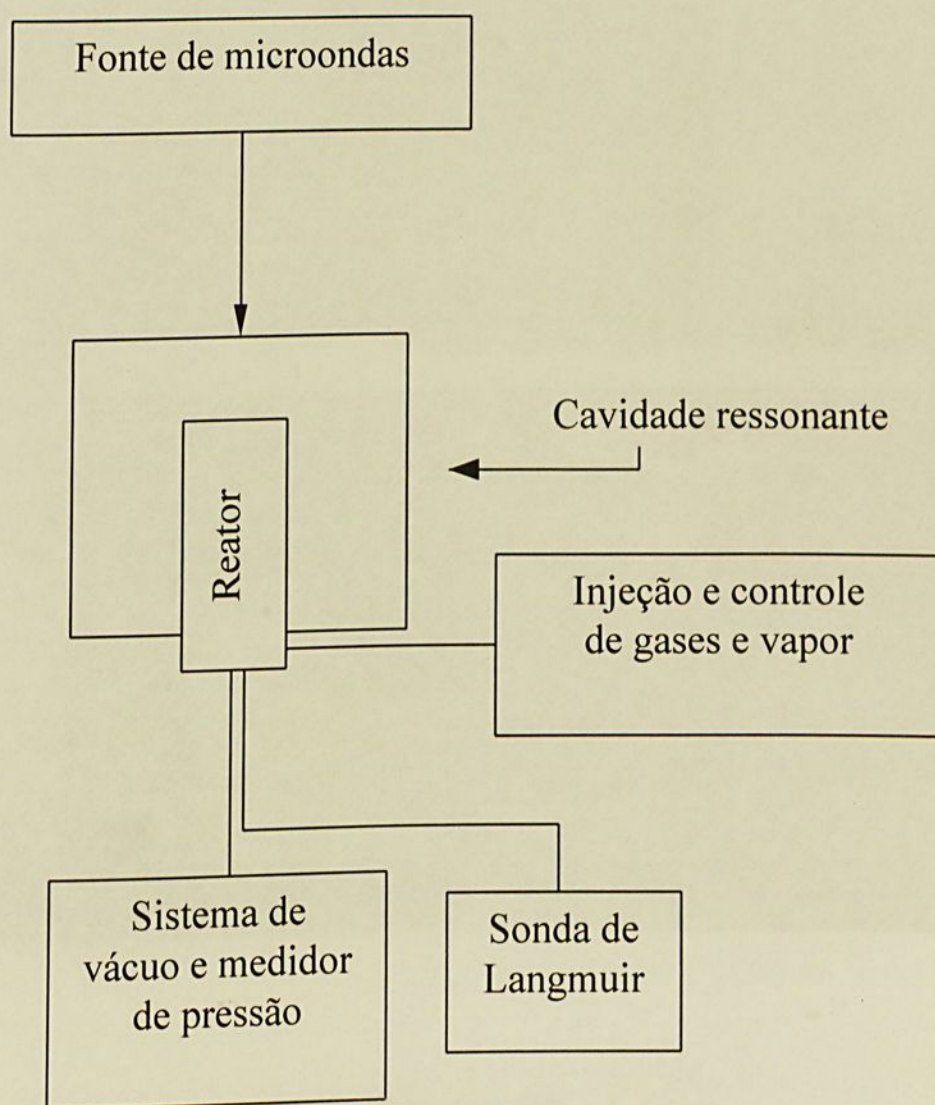 Fonte de microondas
Cavidade ressonante
Reator
Injeção e controle
de gases e vapor
Sistema de
vácuo e medidor
de pressão
Sonda de
Langmuir